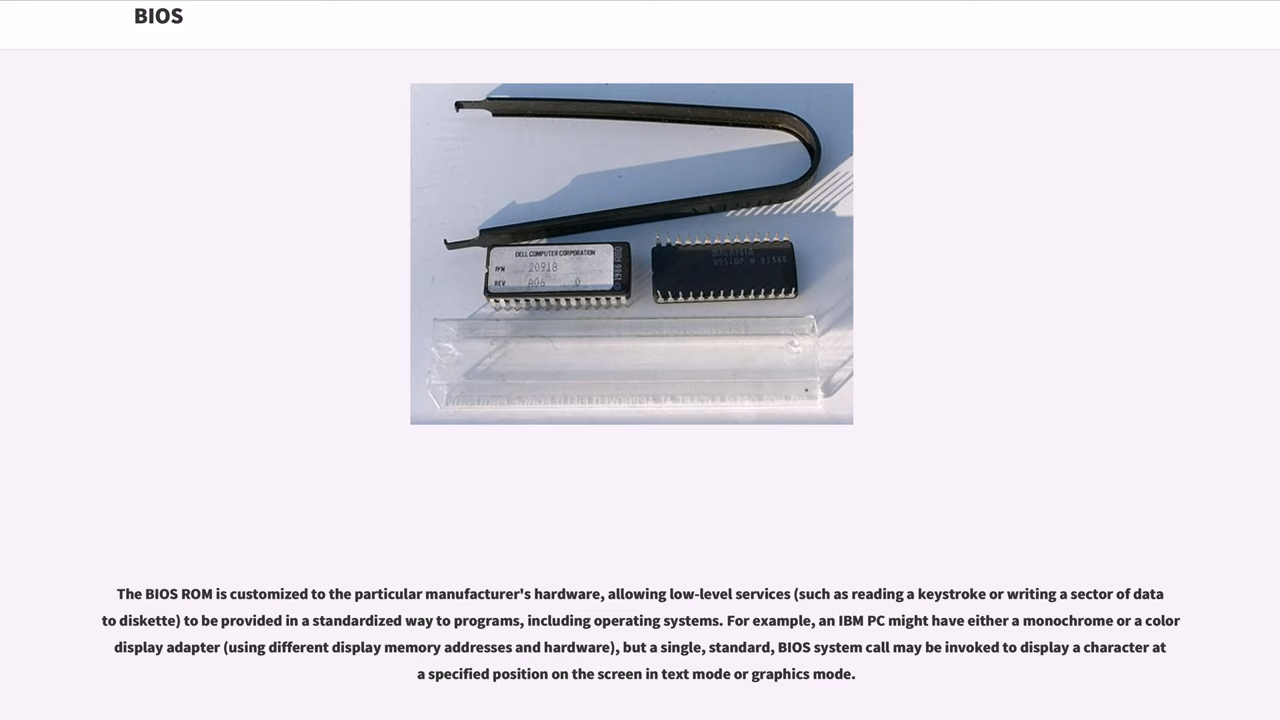 BIOS
DELL COMPUTER CORPORATION
P/N 20918
REV. A06 0
The BIOS ROM is customized to the particular manufacturer's hardware, allowing low-level services (such as reading a keystroke or writing a sector of data
to diskette) to be provided in a standardized way to programs, including operating systems. For example, an IBM PC might have either a monochrome or a color
display adapter (using different display memory addresses and hardware), but a single, standard, BIOS system call may be invoked to display a character at
a specified position on the screen in text mode or graphics mode.